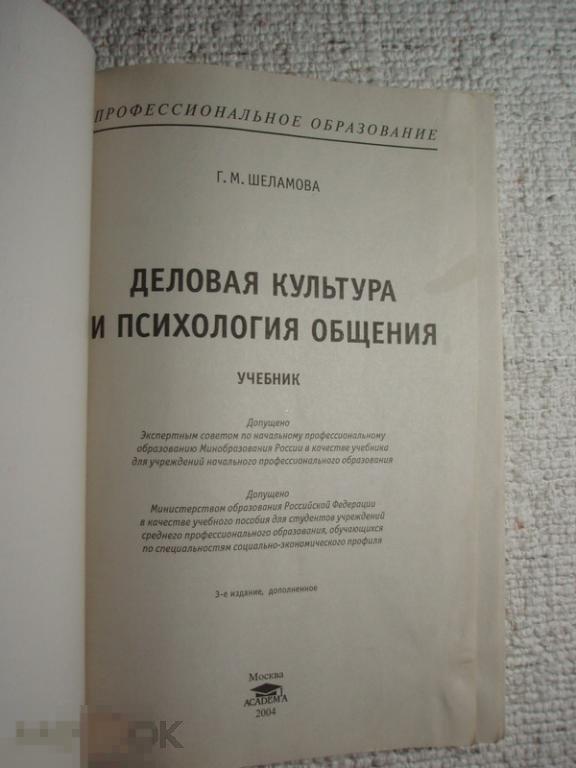 ПРОФЕССИОНАЛЬНОЕ ОБРАЗОВАНИЕ
Г. М. ШЕЛАМОВА
ДЕЛОВАЯ КУЛЬТУРА
И ПСИХОЛОГИЯ ОБЩЕНИЯ
УЧЕБНИК
Допущено
Экспертным советом по начальному профессиональному
образованию Минобразования России в качестве учебника
для учреждений начального профессионального образования
Допущено
Министерством образования Российской Федерации
в качестве учебного пособия для студентов учреждений
среднего профессионального образования, обучающихся
по специальностям социально-экономического профиля
3-е издание, дополненное
Москва
ACADEMA
2004